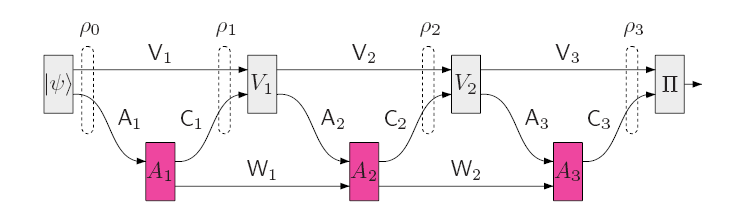 ρ₀ ρ₁ ρ₂ ρ₃
V₁ V₂ V₃
|ψ⟩ V₁ V₂ Π
A₁ C₁ A₂ C₂ A₃ C₃
A₁ W₁ A₂ W₂ A₃